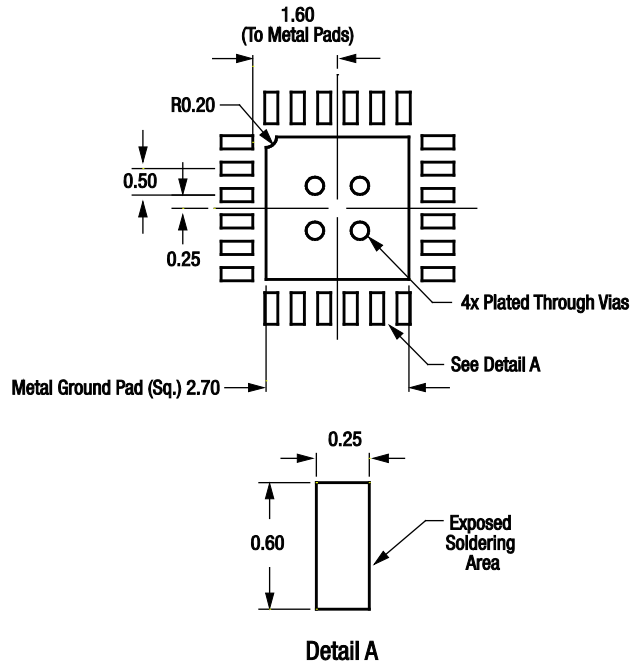 1.60
(To Metal Pads)
R0.20
0.50
0.25
4x Plated Through Vias
See Detail A
Metal Ground Pad (Sq.) 2.70
0.25
0.60
Exposed
Soldering
Area
Detail A